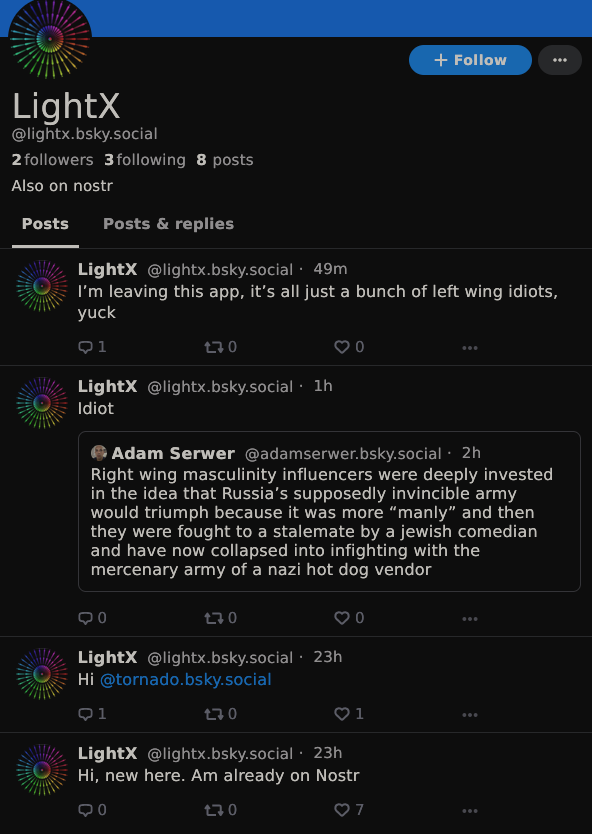 + Follow
LightX
@lightx.bsky.social
2 followers 3 following 8 posts
Also on nostr
Posts Posts & replies
LightX @lightx.bsky.social · 49m
I’m leaving this app, it’s all just a bunch of left wing idiots,
yuck
1 0 0
LightX @lightx.bsky.social · 1h
Idiot
Adam Serwer @adamserwer.bsky.social · 2h
Right wing masculinity influencers were deeply invested
in the idea that Russia’s supposedly invincible army
would triumph because it was more “manly” and then
they were fought to a stalemate by a jewish comedian
and have now collapsed into infighting with the
mercenary army of a nazi hot dog vendor
0 0 0
LightX @lightx.bsky.social · 23h
Hi @tornado.bsky.social
1 0 1
LightX @lightx.bsky.social · 23h
Hi, new here. Am already on Nostr
0 0 7